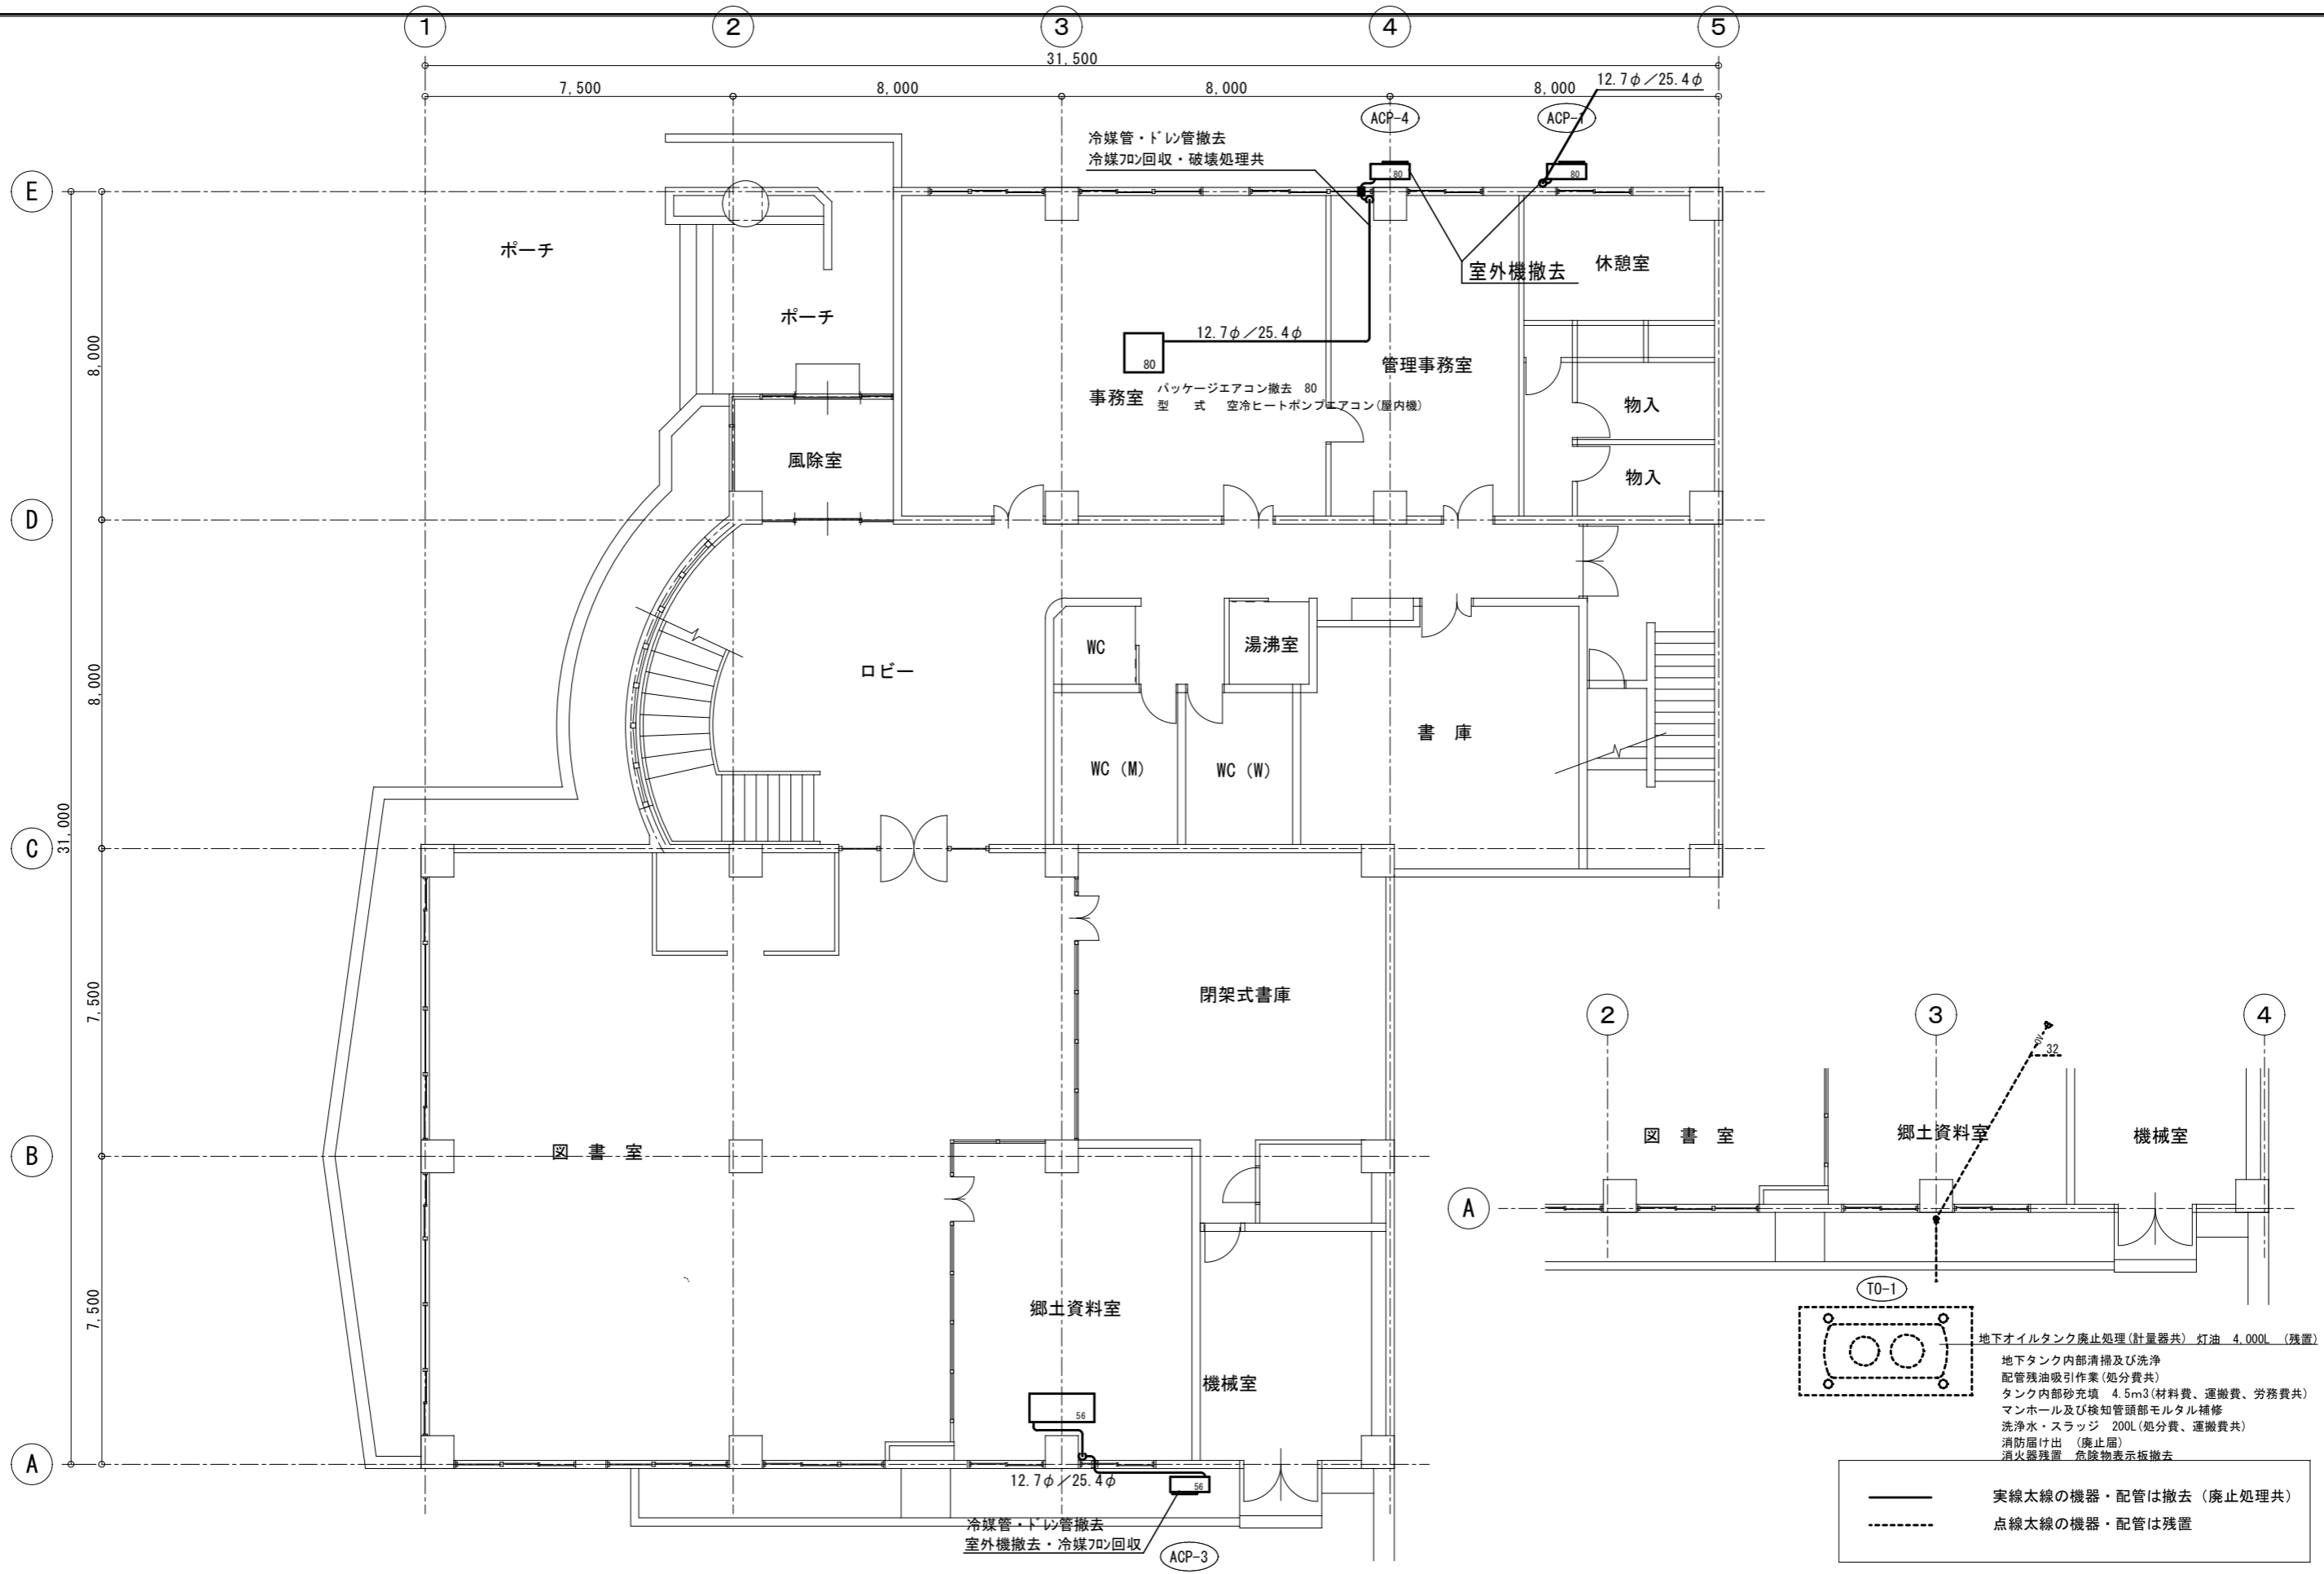 1
2
3
4
5
31,500
7,500
8,000
8,000
8,000
12.7φ／25.4φ
ACP-4
ACP-1
冷媒管・ドレン管撤去
冷媒フロン回収・破壊処理共
80
80
E
ポーチ
室外機撤去
休憩室
ポーチ
12.7φ／25.4φ
80
管理事務室
事務室
パッケージエアコン撤去　80
型　　式　　空冷ヒートポンプエアコン(屋内機)
物入
風除室
物入
8,000
D
WC
湯沸室
ロビー
8,000
書　庫
WC (M)
WC (W)
31,000
C
7,500
閉架式書庫
B
図　書　室
7,500
郷土資料室
機械室
56
A
12.7φ／25.4φ
56
冷媒管・ドレン管撤去
室外機撤去・冷媒フロン回収
ACP-3
2
3
4
32
図　書　室
郷土資料室
機械室
A
TO-1
地下オイルタンク廃止処理(計量器共)　灯油　4,000L　(残置)
地下タンク内部清掃及び洗浄
配管残油吸引作業(処分費共)
タンク内部砂充填　4.5m3(材料費、運搬費、労務費共)
マンホール及び検知管頭部モルタル補修
洗浄水・スラッジ　200L(処分費、運搬費共)
消防届け出　(廃止届)
消火器残置　危険物表示板撤去
実線太線の機器・配管は撤去（廃止処理共）
点線太線の機器・配管は残置